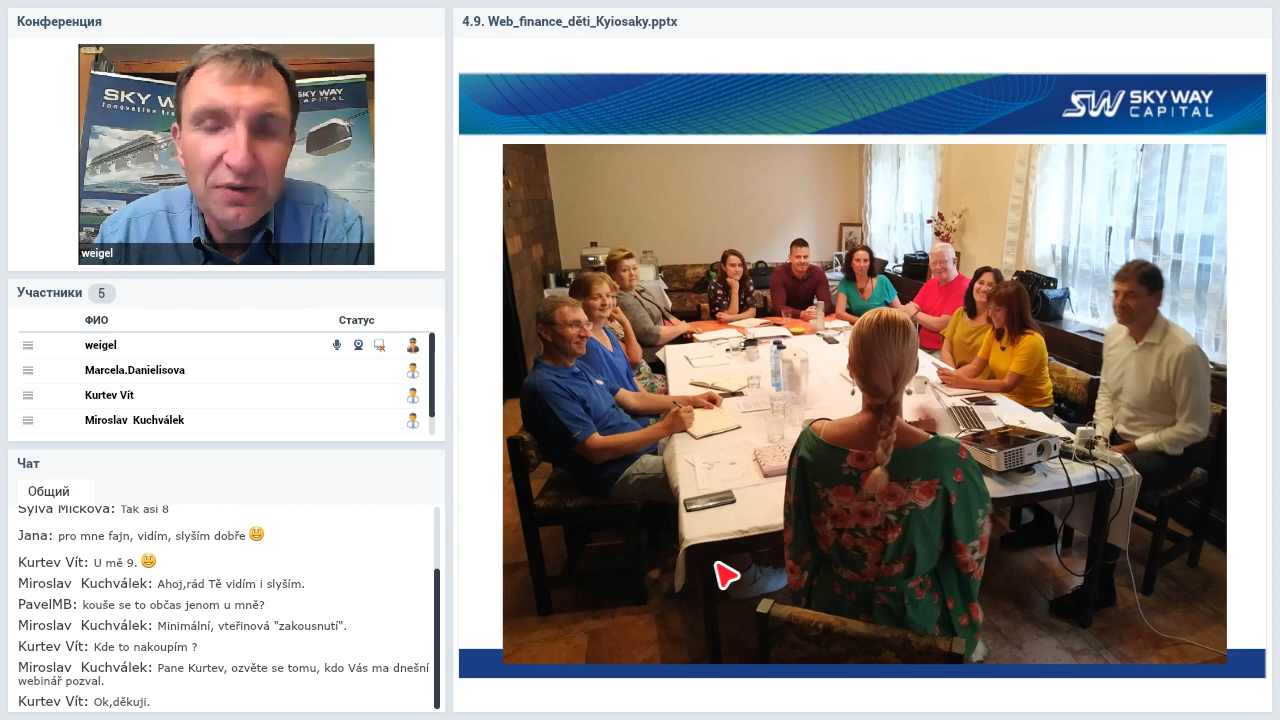 Конференция
SKY W
SKY WAY
CAPITAL
weigel
Участники 5
ФИО Статус
weigel
Marcela.Danielisova
Kurtev Vít
Miroslav Kuchválek
Чат
Общий
Sylva Mičková: Tak asi 8
Jana: pro mne fajn, vidím, slyším dobře
Kurtev Vít: U mě 9.
Miroslav Kuchválek: Ahoj,rád Tě vidím i slyším.
PavelMB: kouše se to občas jenom u mně?
Miroslav Kuchválek: Minimální, vteřinová "zakousnutí".
Kurtev Vít: Kde to nakoupím ?
Miroslav Kuchválek: Pane Kurtev, ozvěte se tomu, kdo Vás ma dnešní
webinář pozval.
Kurtev Vít: Ok,děkuji.
4.9. Web_finance_děti_Kyiosaky.pptx
SW SKY WAY
CAPITAL